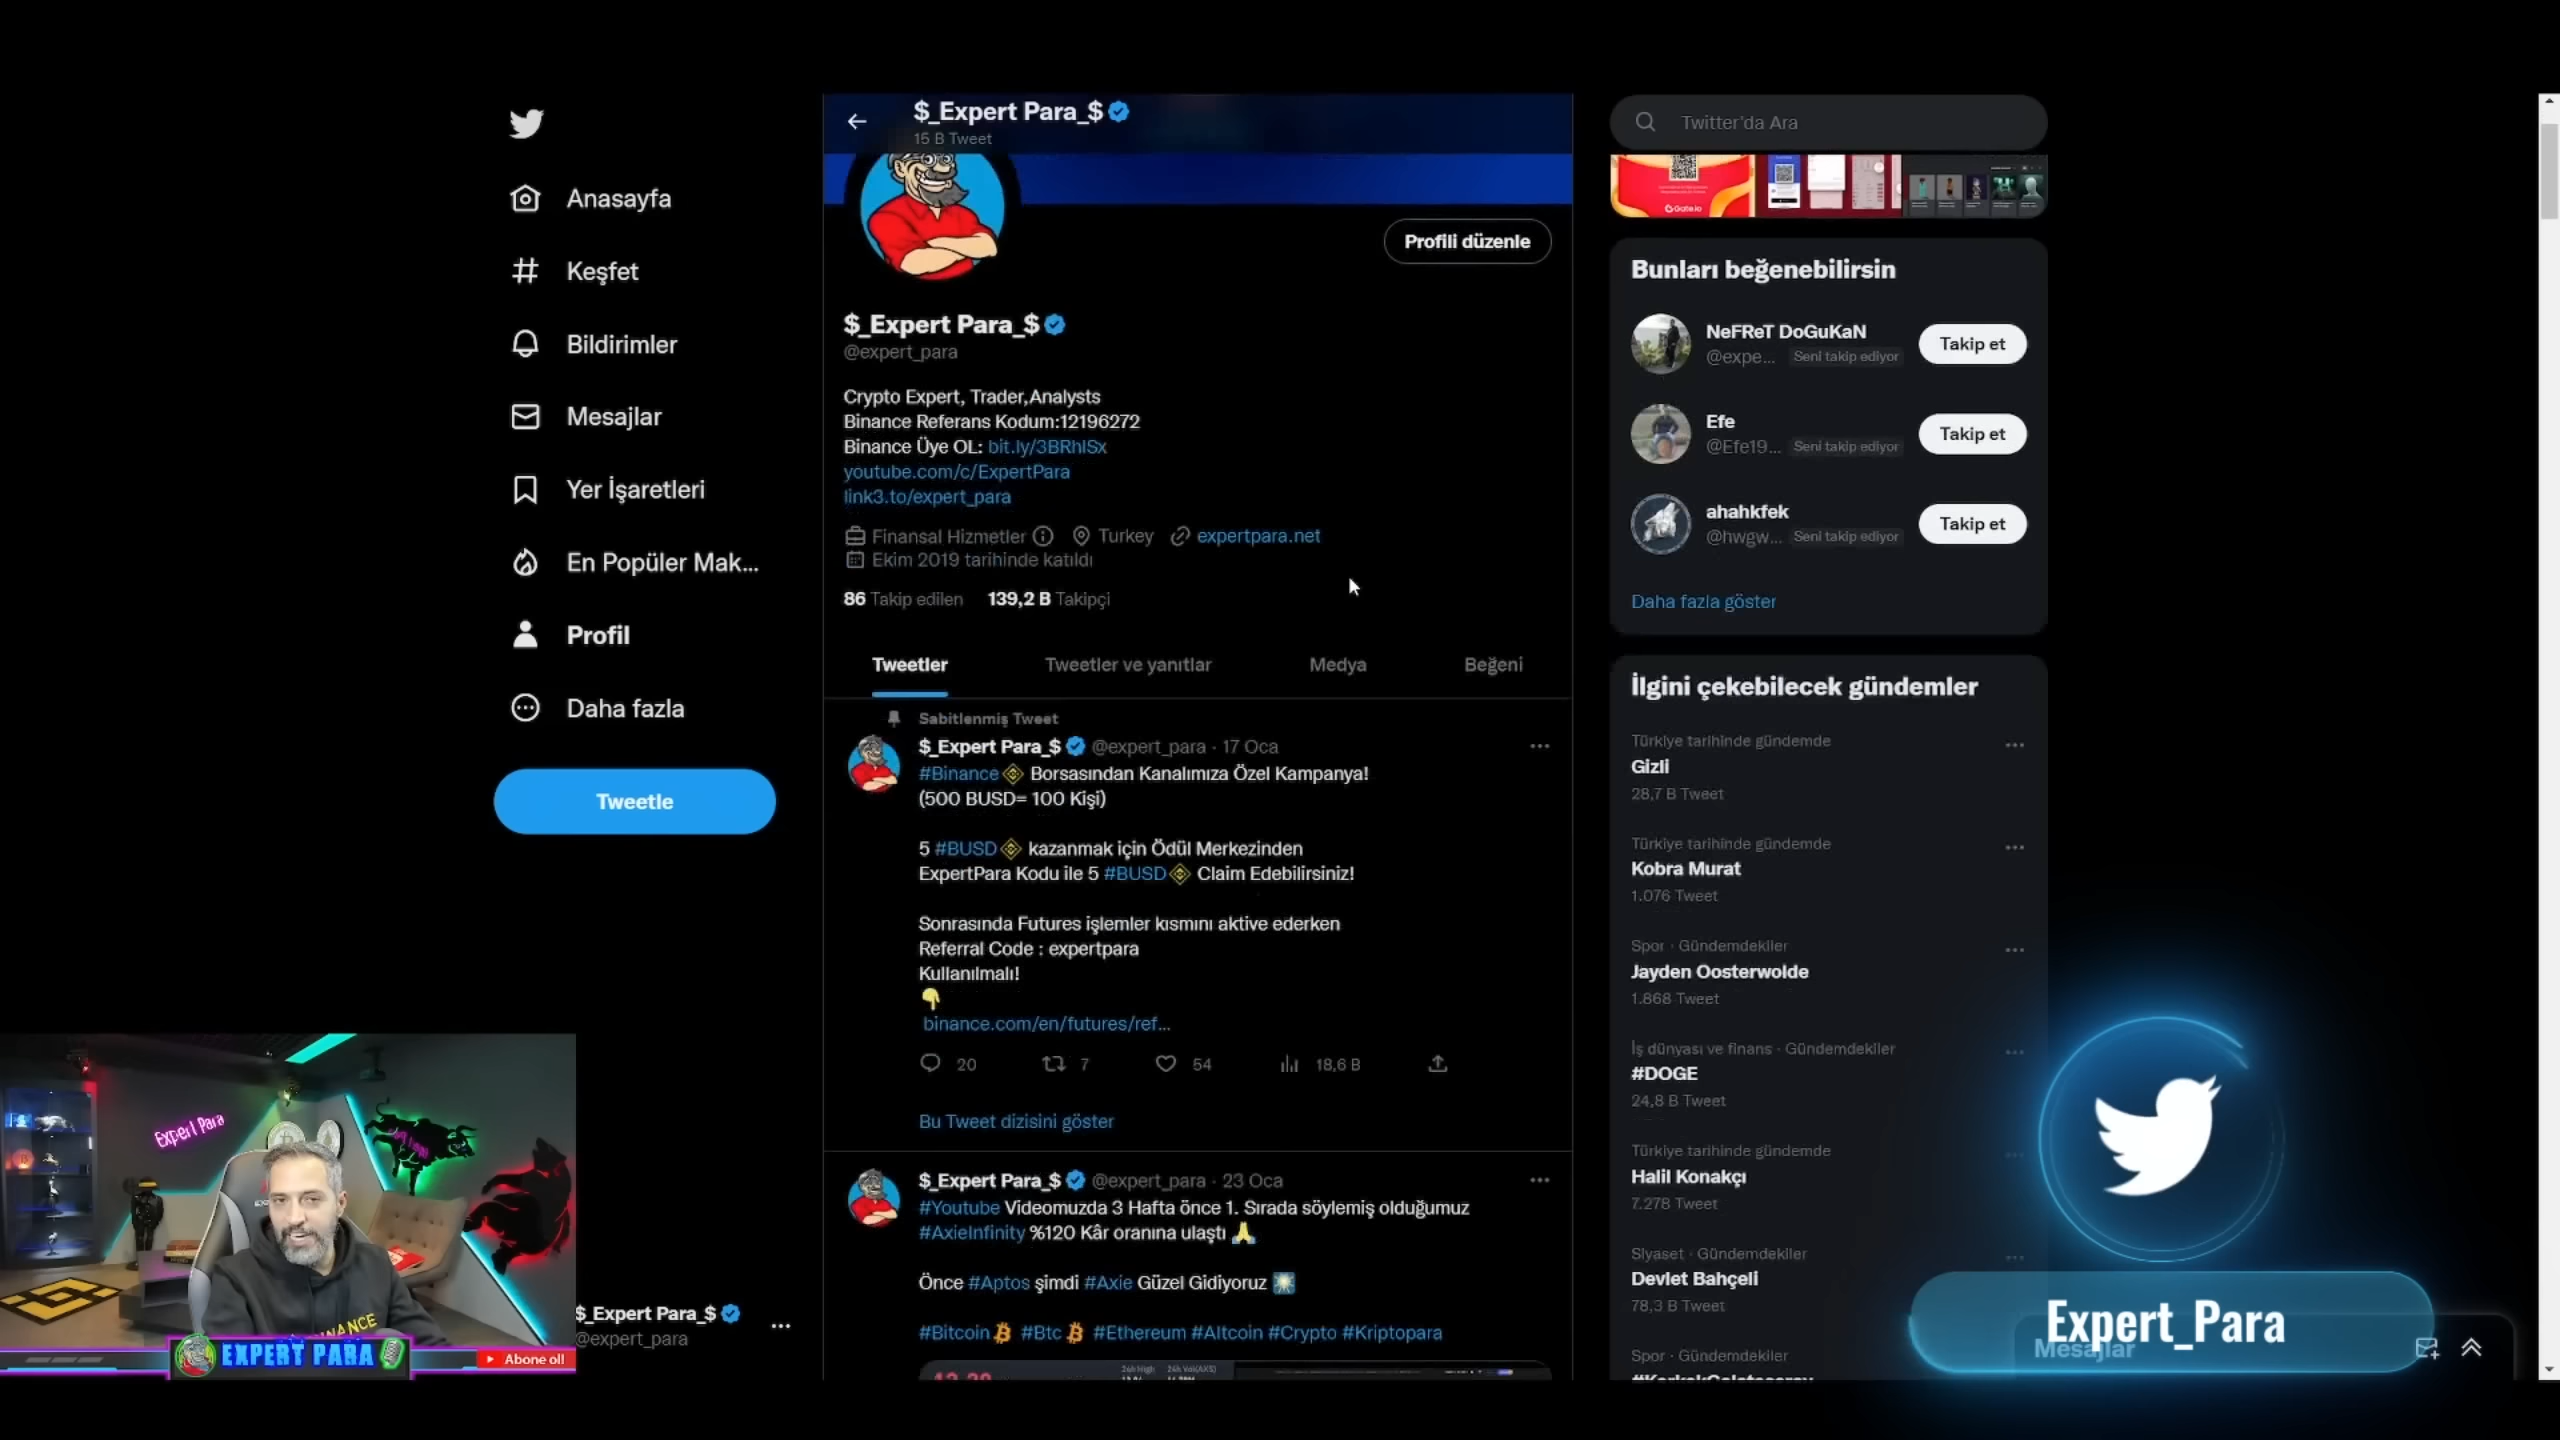 Anasayfa
Keşfet
Bildirimler
Mesajlar
Yer İşaretleri
En Popüler Mak...
Profil
Daha fazla
Tweetle
$_Expert Para_$
@expert_para
$_Expert Para_$
15 B Tweet
Profili düzenle
$_Expert Para_$
@expert_para
Crypto Expert, Trader,Analysts
Binance Referans Kodum:12196272
Binance Üye OL: bit.ly/3BRhISx
youtube.com/c/ExpertPara
link3.to/expert_para
Finansal Hizmetler Turkey expertpara.net
Ekim 2019 tarihinde katıldı
86 Takip edilen 139,2 B Takipçi
Tweetler Tweetler ve yanıtlar Medya Beğeni
Sabitlenmiş Tweet
$_Expert Para_$ @expert_para · 17 Oca
#Binance Borsasından Kanalımıza Özel Kampanya!
(500 BUSD= 100 Kişi)
5 #BUSD kazanmak için Ödül Merkezinden
ExpertPara Kodu ile 5 #BUSD Claim Edebilirsiniz!
Sonrasında Futures işlemler kısmını aktive ederken
Referral Code : expertpara
Kullanılmalı!
binance.com/en/futures/ref...
20 7 54 18,6 B
Bu Tweet dizisini göster
$_Expert Para_$ @expert_para · 23 Oca
#Youtube Videomuzda 3 Hafta önce 1. Sırada söylemiş olduğumuz
#AxieInfinity %120 Kâr oranına ulaştı
Önce #Aptos şimdi #Axie Güzel Gidiyoruz
#Bitcoin #Btc #Ethereum #Altcoin #Crypto #Kriptopara
Twitter'da Ara
Gate.io
Bunları beğenebilirsin
NeFReT DoGuKaN
@expe... Seni takip ediyor
Takip et
Efe
@Efe19... Seni takip ediyor
Takip et
ahahkfek
@hwgw... Seni takip ediyor
Takip et
Daha fazla göster
İlgini çekebilecek gündemler
Türkiye tarihinde gündemde
Gizli
28,7 B Tweet
Türkiye tarihinde gündemde
Kobra Murat
1.076 Tweet
Spor · Gündemdekiler
Jayden Oosterwolde
1.868 Tweet
İş dünyası ve finans · Gündemdekiler
#DOGE
24,8 B Tweet
Türkiye tarihinde gündemde
Halil Konakçı
7.278 Tweet
Siyaset · Gündemdekiler
Devlet Bahçeli
78,3 B Tweet
Spor · Gündemdekiler
Expert_Para
Mesajlar
Expert Para
EXPERT PARA
Abone ol!